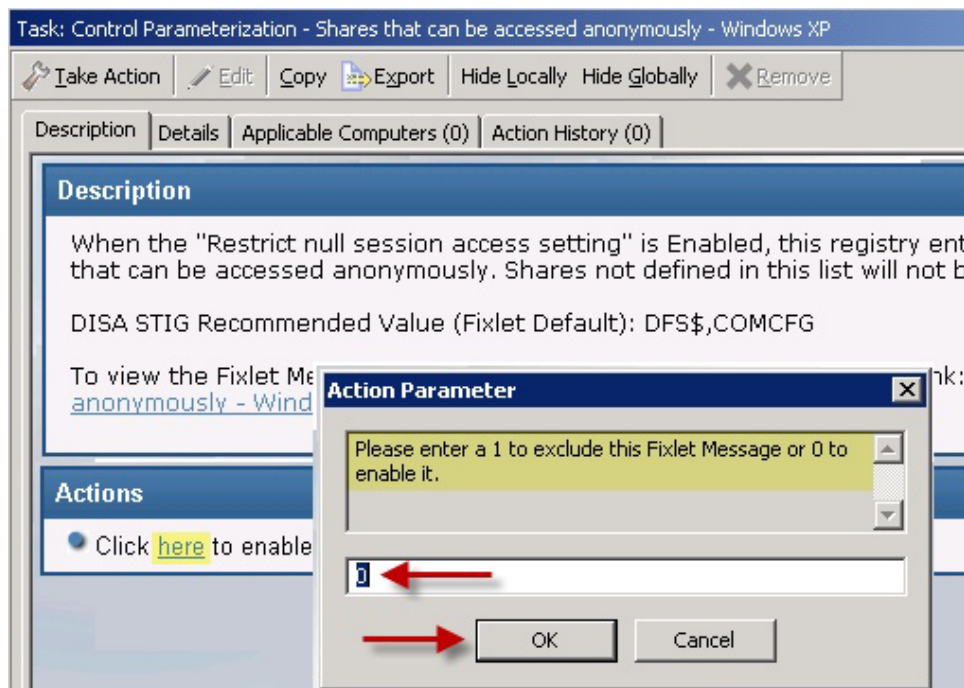 Task: Control Parameterization - Shares that can be accessed anonymously - Windows XP
Take Action Edit Copy Export Hide Locally Hide Globally Remove
Description Details Applicable Computers (0) Action History (0)
Description
When the "Restrict null session access setting" is Enabled, this registry ent
that can be accessed anonymously. Shares not defined in this list will not b
DISA STIG Recommended Value (Fixlet Default): DFS$,COMCFG
To view the Fixlet Me nk:
anonymously - Wind
Action Parameter
Please enter a 1 to exclude this Fixlet Message or 0 to
enable it.
Actions
Click here to enable
0
OK Cancel